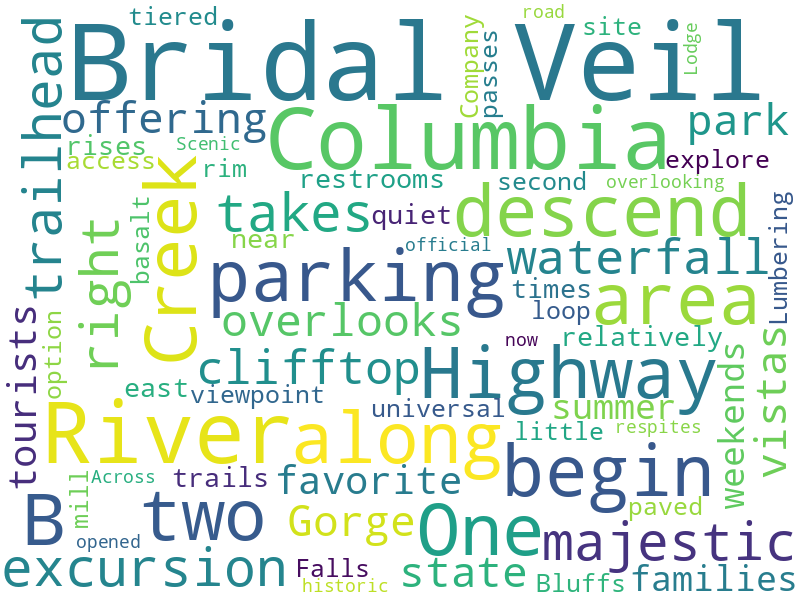 tiered
road
Bridal Veil
Company
passes
site
Lodge
trailhead
offering
Columbia
park
rises
Scenic
access
rim
restrooms
second
explore
overlooking
Creek
takes
quiet
descend
basalt
right
near
official
waterfall
Lumbering
parking
times
area
loop
overlooks
relatively
now
tourists
option
clifftop
Highway
east
viewpoint
universal
summer
vistas
weekends
River
along
little
respites
begin
Across
trails
favorite
mill
paved
B
two
Gorge
One
majestic
opened
excursion
Falls
historic
state
Bluffs
families